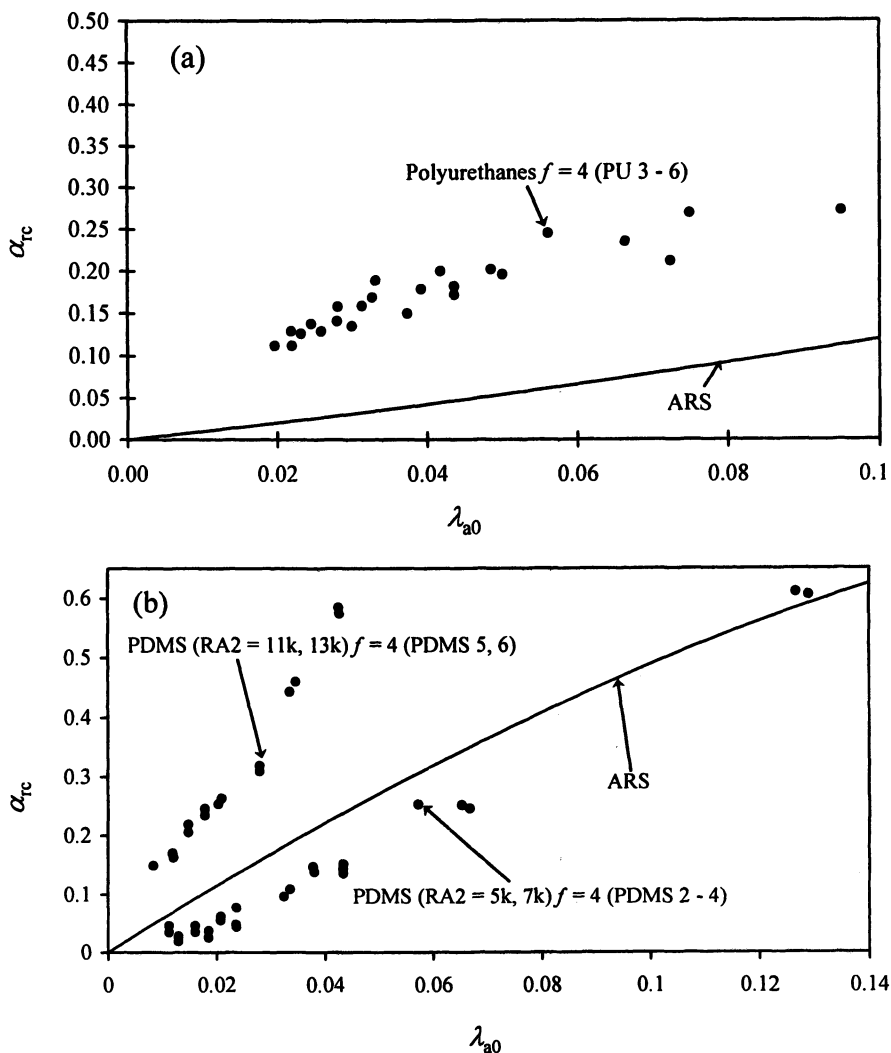 (a)
0.50
0.45
0.40
0.35
0.30
0.25
0.20
0.15
0.10
0.05
0.00
α_rc
Polyurethanes f = 4 (PU 3 - 6)
ARS
0.00
0.02
0.04
0.06
0.08
0.1
λ_a0
(b)
0.6
0.5
0.4
0.3
0.2
0.1
0
α_rc
PDMS (RA2 = 11k, 13k) f = 4 (PDMS 5, 6)
ARS
PDMS (RA2 = 5k, 7k) f = 4 (PDMS 2 - 4)
0
0.02
0.04
0.06
0.08
0.1
0.12
0.14
λ_a0